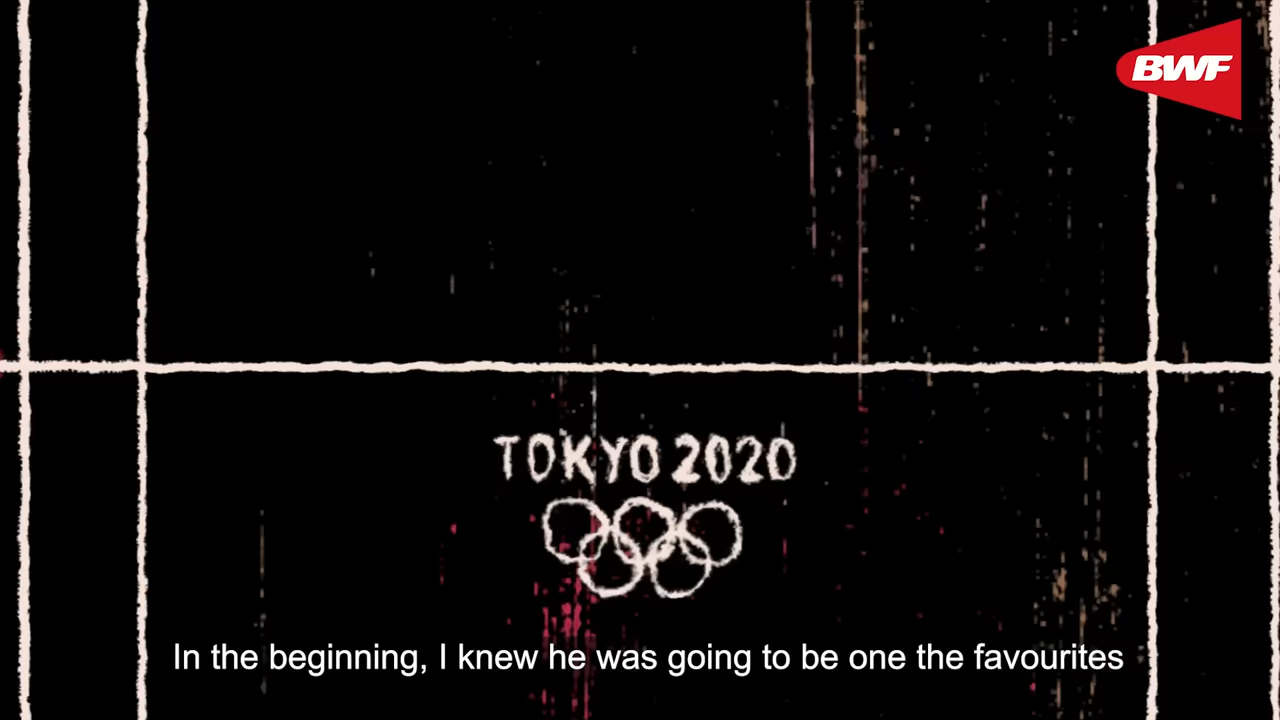 BWF
TOKYO 2020
In the beginning, I knew he was going to be one the favourites